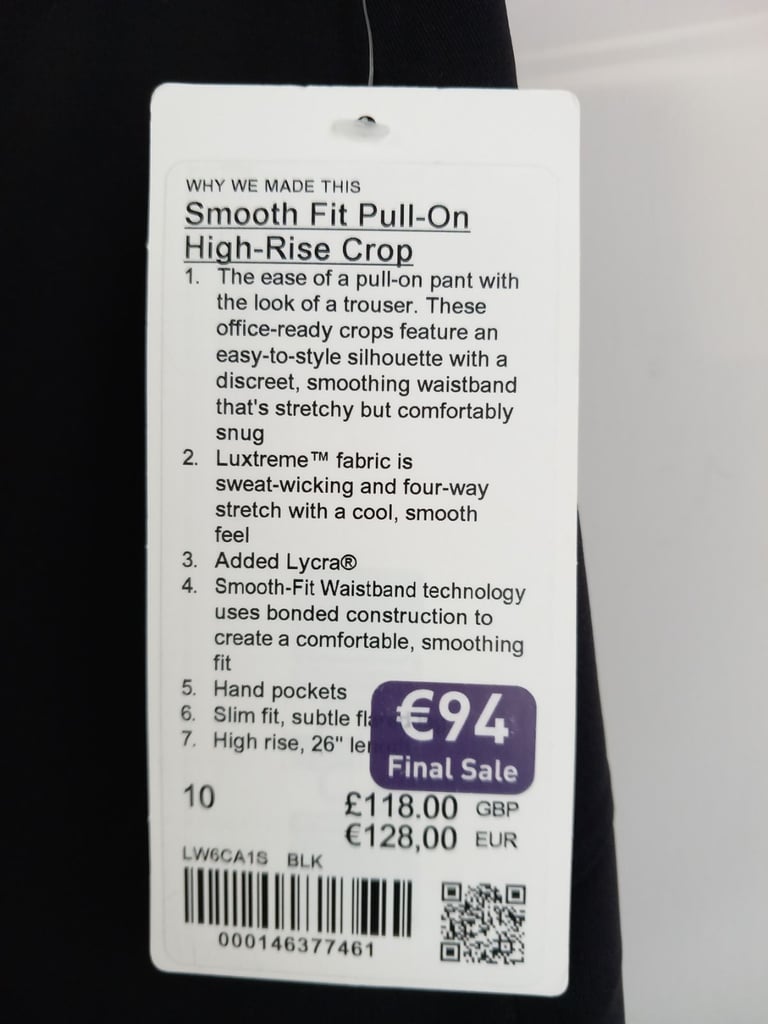 WHY WE MADE THIS
Smooth Fit Pull-On
High-Rise Crop
1. The ease of a pull-on pant with
the look of a trouser. These
office-ready crops feature an
easy-to-style silhouette with a
discreet, smoothing waistband
that's stretchy but comfortably
snug
2. Luxtreme™ fabric is
sweat-wicking and four-way
stretch with a cool, smooth
feel
3. Added Lycra®
4. Smooth-Fit Waistband technology
uses bonded construction to
create a comfortable, smoothing
fit
5. Hand pockets
6. Slim fit, subtle
7. High rise, 26"
€94
Final Sale
10
£118.00 GBP
€128,00 EUR
LW6CA1S BLK
000146377461